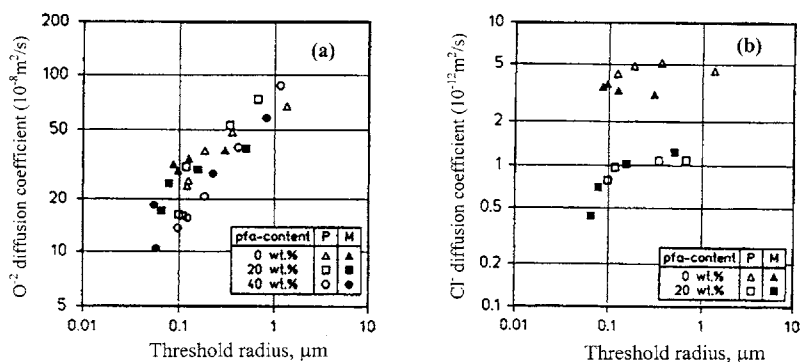 (a)
O⁻² diffusion coefficient (10⁻⁸m²/s)
200
100
50
20
10
5
pfa-content P M
0 wt.% △ ▲
20 wt.% □ ■
40 wt.% ○ ●
0.01 0.1 1 10
Threshold radius, μm
(b)
Cl⁻ diffusion coefficient (10⁻¹²m²/s)
10
5
2
1
0.5
0.2
0.1
pfa-content P M
0 wt.% △ ▲
20 wt.% □ ■
0.01 0.1 1 10
Threshold radius, μm